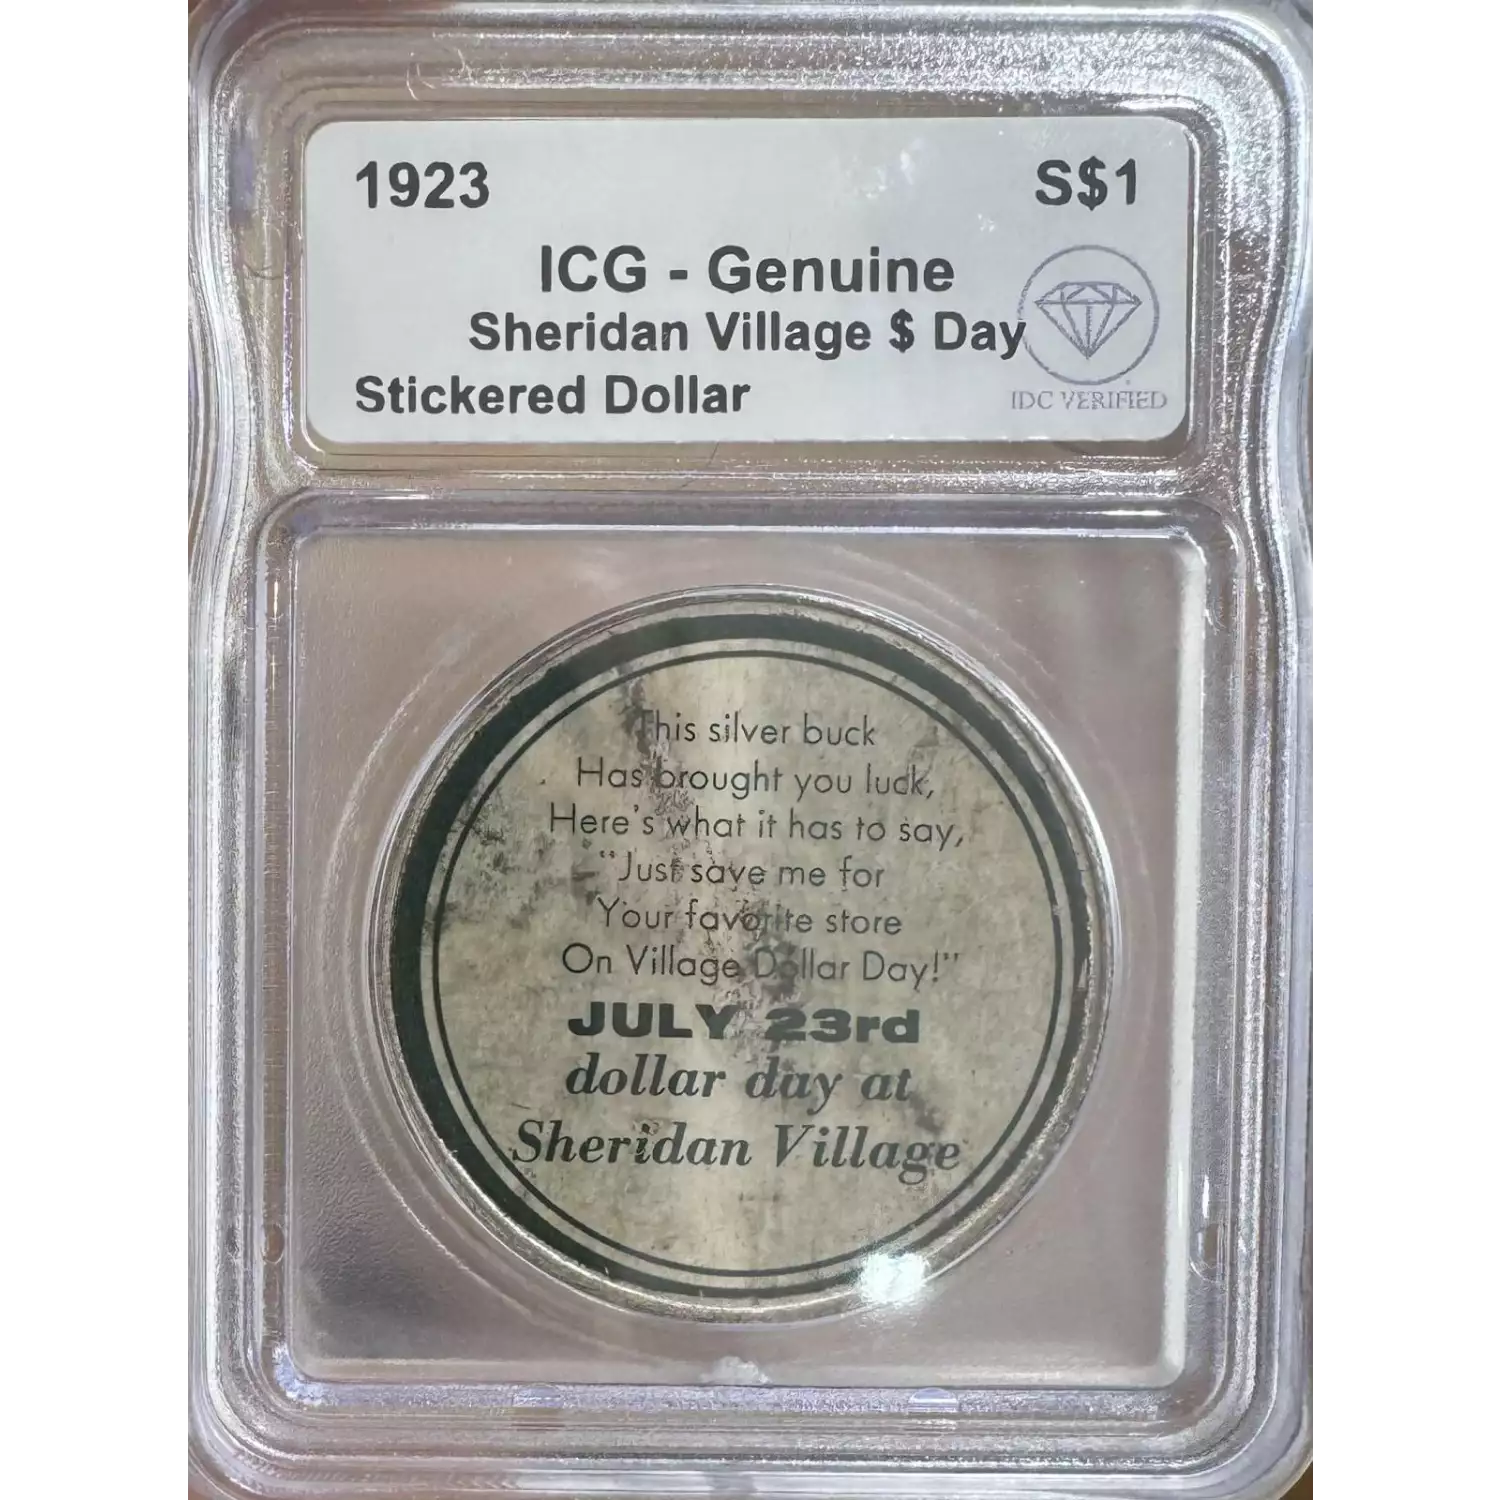 1923 S$1
ICG - Genuine
Sheridan Village $ Day
Stickered Dollar
IDC VERIFIED
This silver buck
Has brought you luck,
Here's what it has to say,
"Just save me for
Your favorite store
On Village Dollar Day!"
JULY 23rd
dollar day at
Sheridan Village